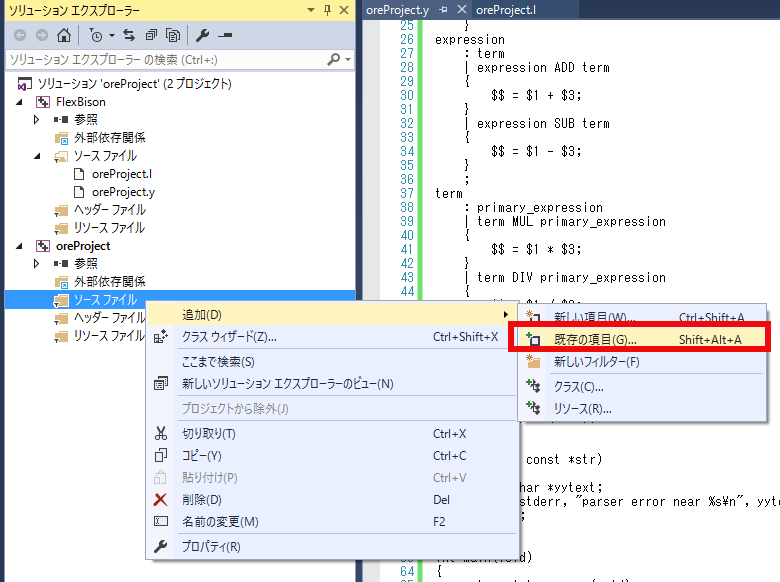 ソリューション エクスプローラー
ソリューション エクスプローラー の検索 (Ctrl+:)
ソリューション 'oreProject' (2 プロジェクト)
FlexBison
参照
外部依存関係
ソース ファイル
oreProject.l
oreProject.y
ヘッダー ファイル
リソース ファイル
oreProject
参照
外部依存関係
ソース ファイル
ヘッダー ファイル
リソース ファイル
oreProject.y
oreProject.l
25 }
26 expression
27 : term
28 | expression ADD term
29 {
30 $$ = $1 + $3;
31 }
32 | expression SUB term
33 {
34 $$ = $1 - $3;
35 }
36 ;
37 term
38 : primary_expression
39 | term MUL primary_expression
40 {
41 $$ = $1 * $3;
42 }
43 | term DIV primary_expression
44 {
追加(D)
クラス ウィザード(Z)... Ctrl+Shift+X
ここまで検索(S)
新しいソリューション エクスプローラーのビュー(N)
プロジェクトから除外(J)
切り取り(T) Ctrl+X
コピー(Y) Ctrl+C
貼り付け(P) Ctrl+V
削除(D) Del
名前の変更(M) F2
プロパティ(R)
新しい項目(W)... Ctrl+Shift+A
既存の項目(G)... Shift+Alt+A
新しいフィルター(F)
クラス(C)...
リソース(R)...
const *str)
har *yytext;
stderr, "parser error near %s¥n", yyte
;
64 {